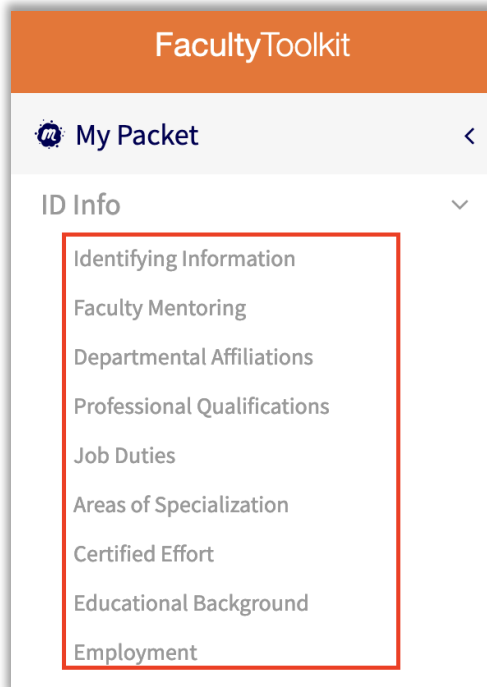 FacultyToolkit
My Packet
ID Info
Identifying Information
Faculty Mentoring
Departmental Affiliations
Professional Qualifications
Job Duties
Areas of Specialization
Certified Effort
Educational Background
Employment